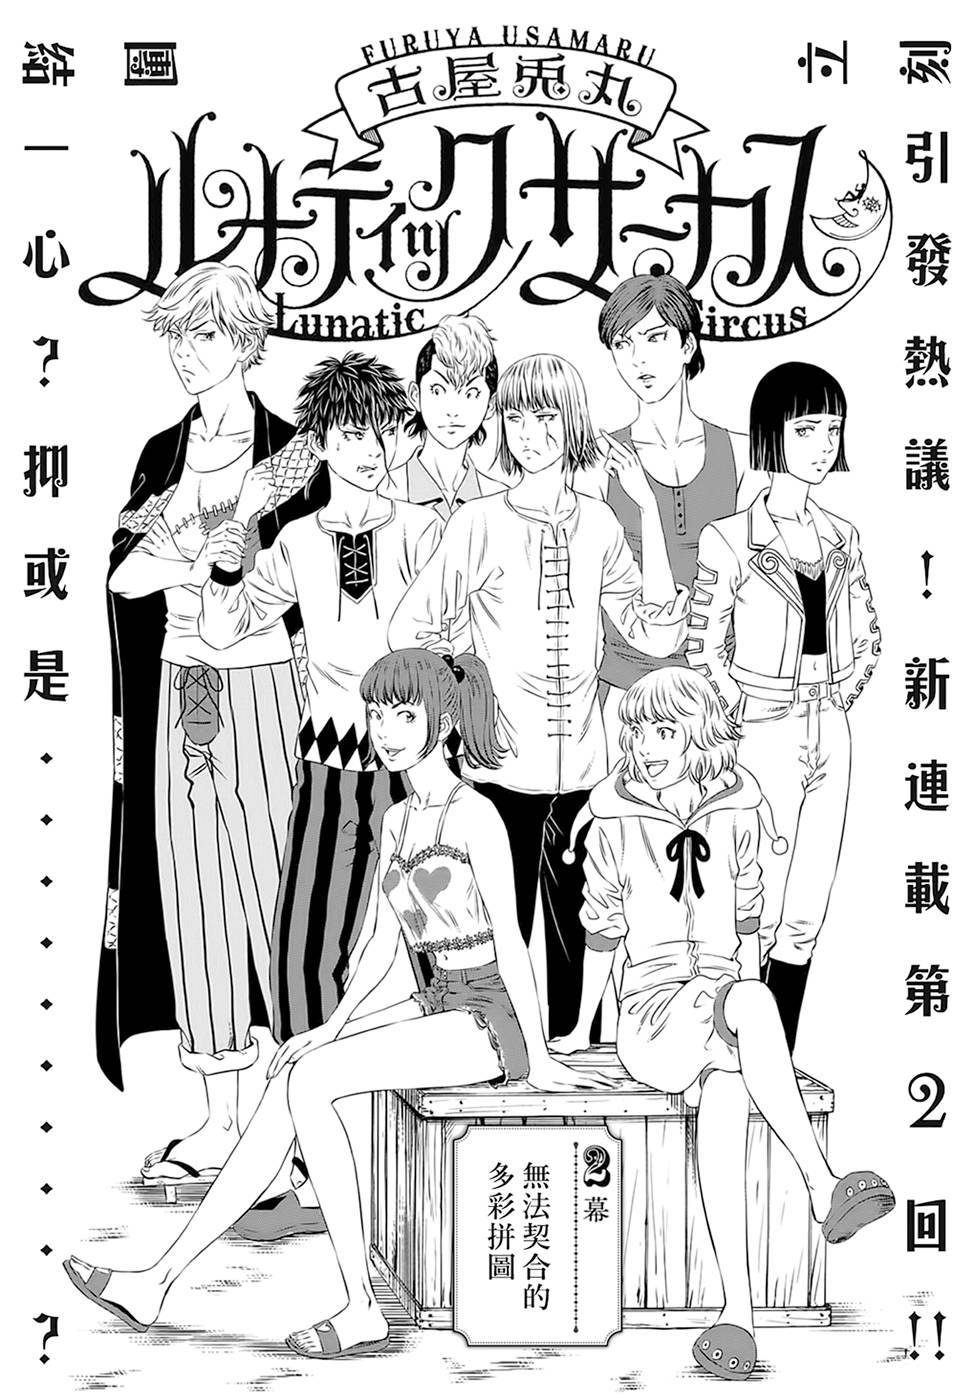 FURUYA USAMARU
古屋兎丸
ルナティックサーカス
Lunatic Circus
立刻引發熱議！新連載第2回!!
團結一心？抑或是．．．．．．．．．？
2幕
無法契合的
多彩拼圖